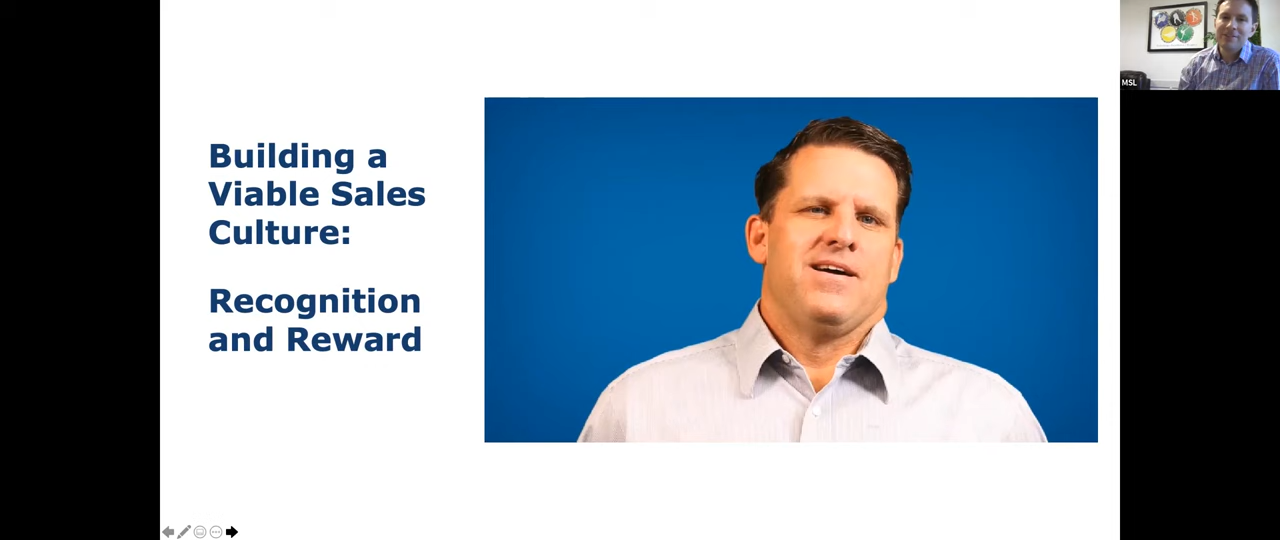 Building a
Viable Sales
Culture:
Recognition
and Reward
MSL